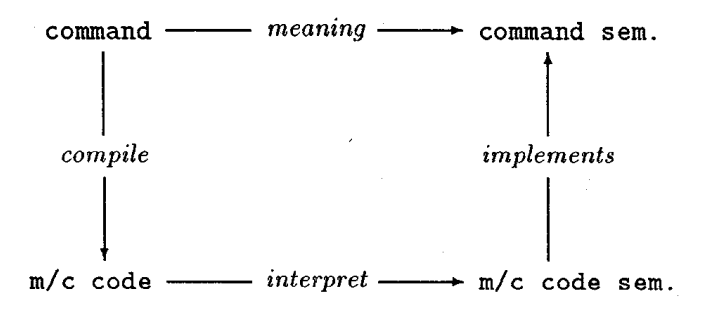 command meaning command sem.
compile implements
m/c code interpret m/c code sem.